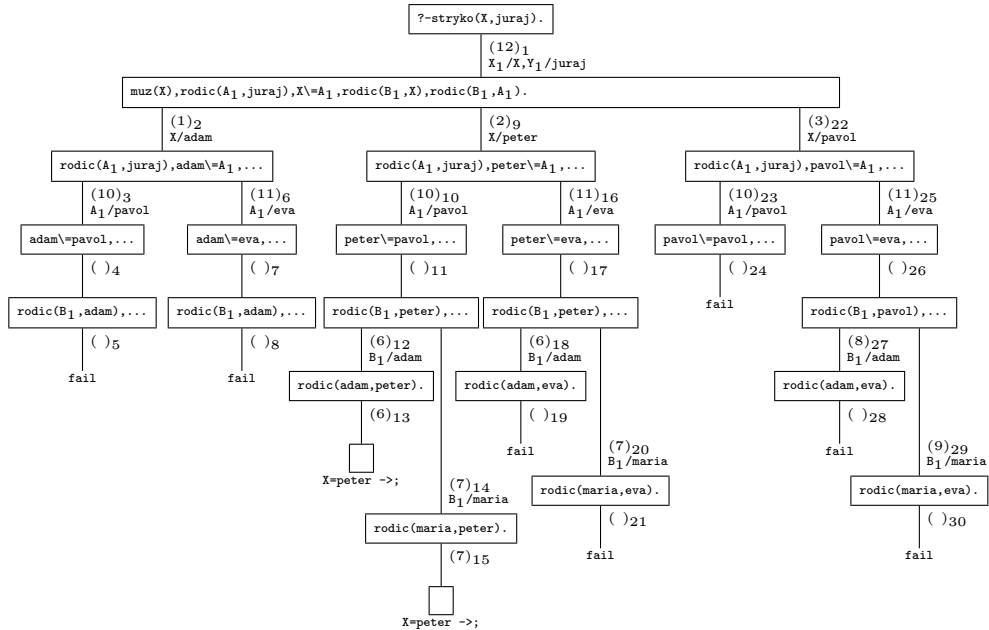 ?-stryko(X,juraj).
(12)1
X1/X,Y1/juraj
muz(X),rodic(A1,juraj),X\=A1,rodic(B1,X),rodic(B1,A1).
(1)2 (2)9 (3)22
X/adam X/peter X/pavol
rodic(A1,juraj),adam\=A1,... rodic(A1,juraj),peter\=A1,... rodic(A1,juraj),pavol\=A1,...
(10)3 (11)6 (10)10 (11)16 (10)23 (11)25
A1/pavol A1/eva A1/pavol A1/eva A1/pavol A1/eva
adam\=pavol,... adam\=eva,... peter\=pavol,... peter\=eva,... pavol\=pavol,... pavol\=eva,...
( )4 ( )7 ( )11 ( )17 ( )24 ( )26
rodic(B1,adam),... rodic(B1,adam),... rodic(B1,peter),... rodic(B1,peter),... fail rodic(B1,pavol),...
( )5 ( )8 (6)12 (6)18 (8)27
B1/adam B1/adam B1/adam
fail fail rodic(adam,peter). rodic(adam,eva). rodic(adam,eva).
(6)13 ( )19 ( )28
fail fail
(7)20 (9)29
B1/maria B1/maria
X=peter ->;
(7)14
B1/maria
rodic(maria,eva). rodic(maria,eva).
( )21 ( )30
rodic(maria,peter).
(7)15 fail fail
X=peter ->;